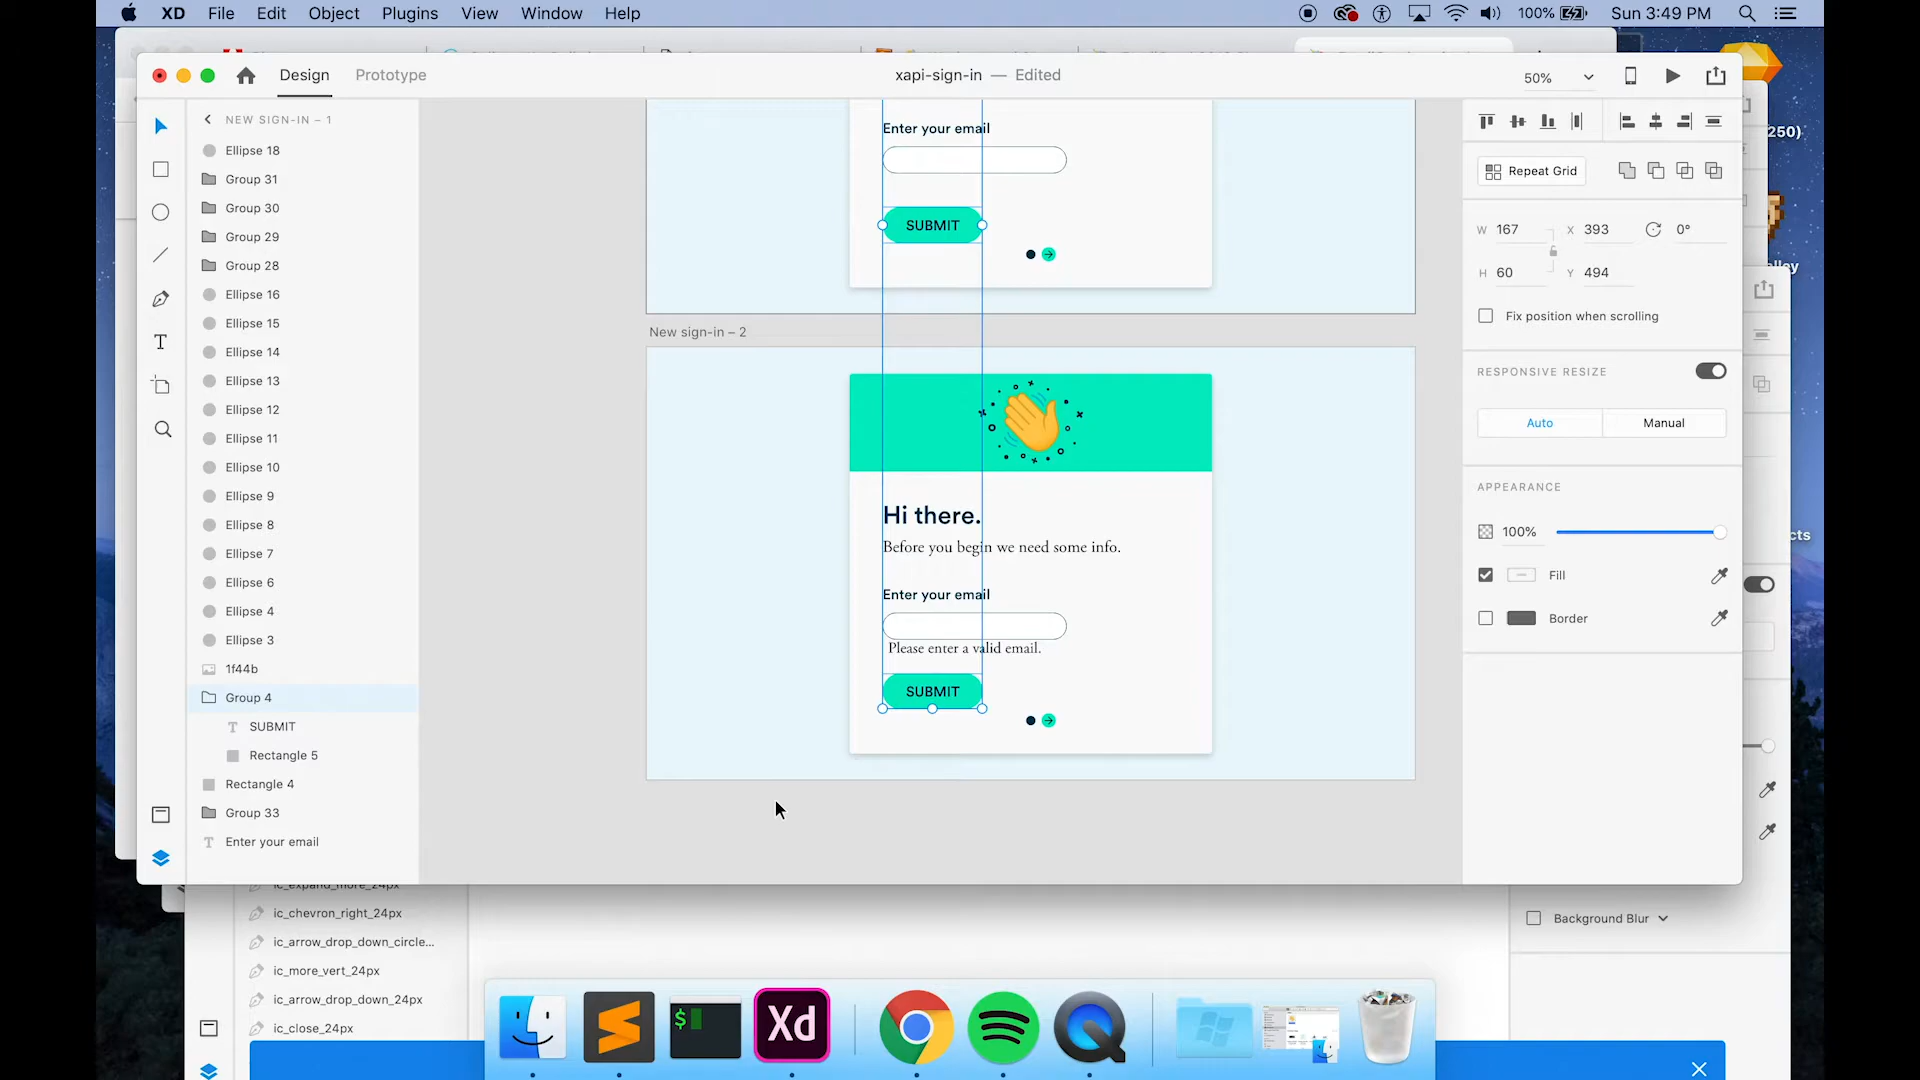 XD File Edit Object Plugins View Window Help
100% Sun 3:49 PM
Design Prototype
xapi-sign-in — Edited
50%
NEW SIGN-IN – 1
Ellipse 18
Group 31
Group 30
Group 29
Group 28
Ellipse 16
Ellipse 15
Ellipse 14
Ellipse 13
Ellipse 12
Ellipse 11
Ellipse 10
Ellipse 9
Ellipse 8
Ellipse 7
Ellipse 6
Ellipse 4
Ellipse 3
1f44b
Group 4
SUBMIT
Rectangle 5
Rectangle 4
Group 33
Enter your email
Enter your email
SUBMIT
New sign-in – 2
Hi there.
Before you begin we need some info.
Enter your email
Please enter a valid email.
SUBMIT
Repeat Grid
W 167 X 393 0°
H 60 Y 494
Fix position when scrolling
RESPONSIVE RESIZE
Auto Manual
APPEARANCE
100%
Fill
Border
250)
lley
cts
ic_expand_more_24px
ic_chevron_right_24px
ic_arrow_drop_down_circle...
ic_more_vert_24px
ic_arrow_drop_down_24px
ic_close_24px
Background Blur
$
Xd